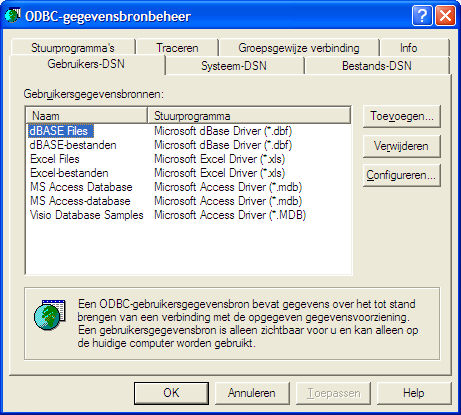 ODBC-gegevensbronbeheer
Stuurprogramma's Traceren Groepsgewijze verbinding Info
Gebruikers-DSN Systeem-DSN Bestands-DSN
Gebruikersgegevensbronnen:
Naam Stuurprogramma
dBASE Files Microsoft dBase Driver (*.dbf)
dBASE-bestanden Microsoft dBase Driver (*.dbf)
Excel Files Microsoft Excel Driver (*.xls)
Excel-bestanden Microsoft Excel Driver (*.xls)
MS Access Database Microsoft Access Driver (*.mdb)
MS Access-database Microsoft Access Driver (*.mdb)
Visio Database Samples Microsoft Access Driver (*.MDB)
Toevoegen...
Verwijderen
Configureren...
Een ODBC-gebruikersgegevensbron bevat gegevens over het tot stand
brengen van een verbinding met de opgegeven gegevensvoorziening.
Een gebruikersgegevensbron is alleen zichtbaar voor u en kan alleen op
de huidige computer worden gebruikt.
OK Annuleren Toepassen Help